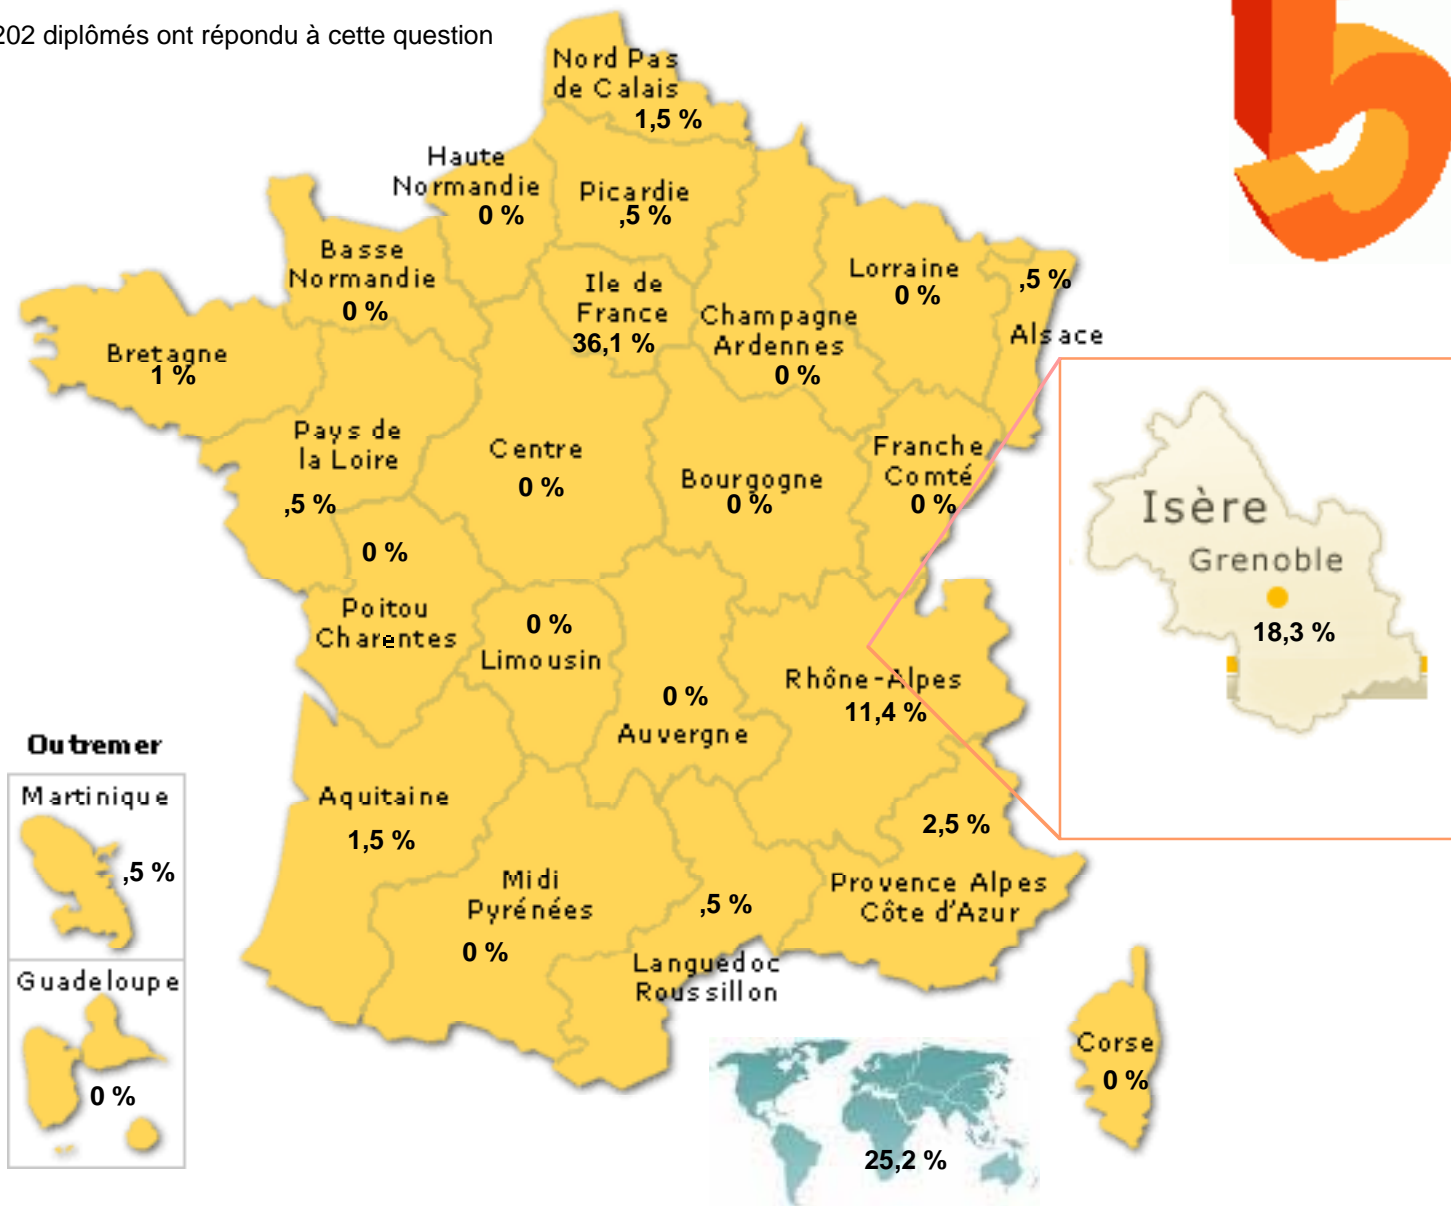 202 diplômés ont répondu à cette question
Nord Pas
de Calais
1,5 %
Haute
Normandie
0 %
Picardie
,5 %
Basse
Normandie
0 %
Ile de
France
36,1 %
Champagne
Ardennes
0 %
Lorraine
0 %
,5 %
Alsace
Bretagne
1 %
Pays de
la Loire
,5 %
Centre
0 %
Bourgogne
0 %
Franche
Comté
0 %
Isère
Grenoble
18,3 %
0 %
Poitou
Charentes
0 %
Limousin
0 %
Auvergne
Rhône-Alpes
11,4 %
Outremer
Martinique
,5 %
Guadeloupe
0 %
Aquitaine
1,5 %
Midi
Pyrénées
0 %
,5 %
Languedoc
Roussillon
2,5 %
Provence Alpes
Côte d'Azur
Corse
0 %
25,2 %